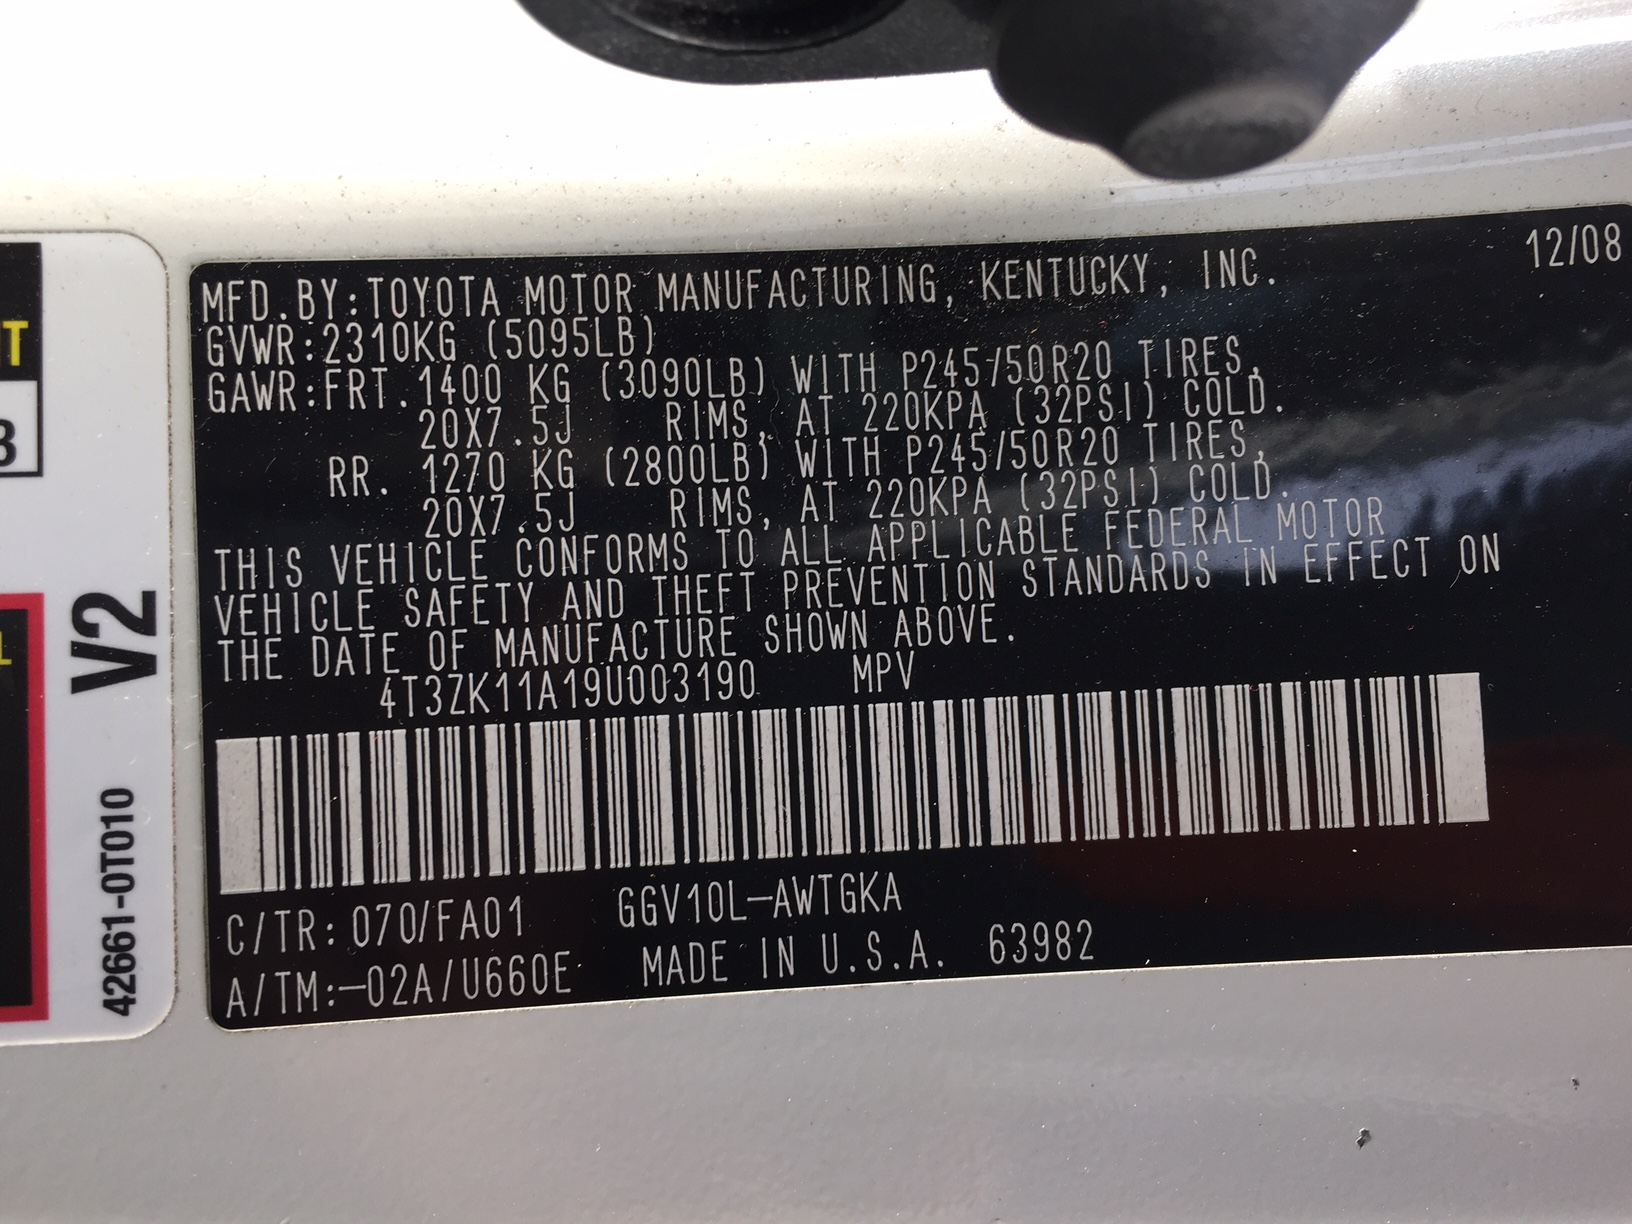 MFD.BY:TOYOTA MOTOR MANUFACTURING, KENTUCKY, INC. 12/08
GVWR:2310KG (5095LB)
GAWR:FRT. 1400 KG (3090LB) WITH P245/50R20 TIRES,
20X7.5J RIMS, AT 220KPA (32PSI) COLD.
RR. 1270 KG (2800LB) WITH P245/50R20 TIRES,
20X7.5J RIMS, AT 220KPA (32PSI) COLD.
THIS VEHICLE CONFORMS TO ALL APPLICABLE FEDERAL MOTOR
VEHICLE SAFETY AND THEFT PREVENTION STANDARDS IN EFFECT ON
THE DATE OF MANUFACTURE SHOWN ABOVE.
4T3ZK11A19U003190 MPV
C/TR: 070/FA01 GGV10L-AWTGKA
A/TM:-02A/U660E MADE IN U.S.A. 63982
V2
42661-0T010
T
L